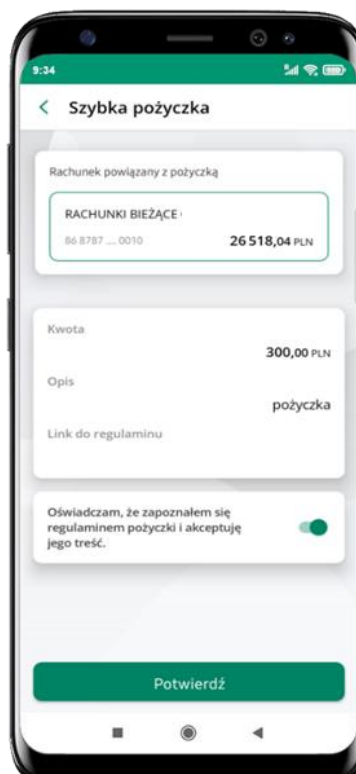 9:34
Szybka pożyczka
Rachunek powiązany z pożyczką
RACHUNKI BIEŻĄCE
86 8787 .... 0010 26 518,04 PLN
Kwota
300,00 PLN
Opis
pożyczka
Link do regulaminu
Oświadczam, że zapoznałem się
regulaminem pożyczki i akceptuję
jego treść.
Potwierdź